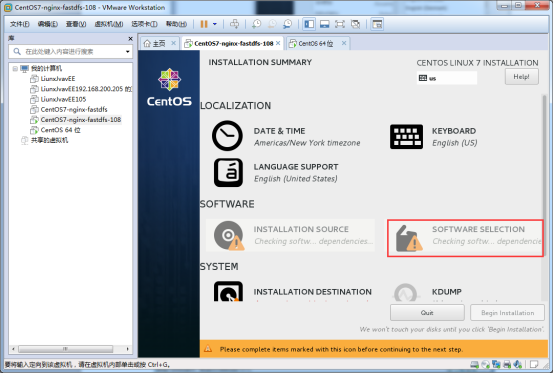 CentOS7-nginx-fastdfs-108 - VMware Workstation
文件(F) 编辑(E) 查看(V) 虚拟机(M) 选项卡(T) 帮助(H)
库
在此处键入内容进行搜索
我的计算机
LiunxJvavEE
LiunxJvavEE192.168.200.205 的
LiunxJvavEE105
CentOS7-nginx-fastdfs
CentOS7-nginx-fastdfs-108
CentOS 64 位
共享的虚拟机
主页
CentOS7-nginx-fastdfs-108
CentOS 64 位
CentOS
INSTALLATION SUMMARY
CENTOS LINUX 7 INSTALLATION
us
Help!
LOCALIZATION
DATE & TIME
Americas/New York timezone
KEYBOARD
English (US)
LANGUAGE SUPPORT
English (United States)
SOFTWARE
INSTALLATION SOURCE
Checking softw... dependencies...
SOFTWARE SELECTION
Checking softw... dependencie
SYSTEM
INSTALLATION DESTINATION
KDUMP
Quit
Begin Installation
We won't touch your disks until you click 'Begin Installation'.
Please complete items marked with this icon before continuing to the next step.
要将输入定向到该虚拟机，请在虚拟机内部单击或按 Ctrl+G。